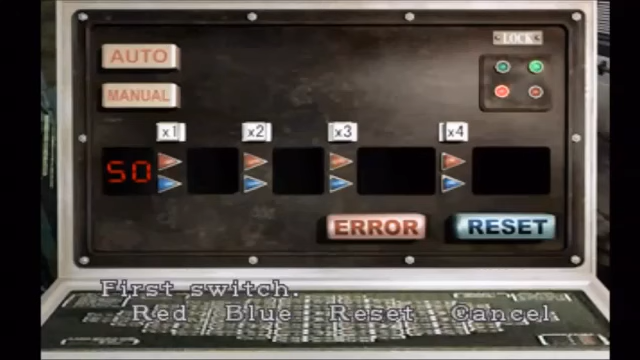 LOCK
AUTO
MANUAL
x1 x2 x3 x4
50
ERROR RESET
First switch.
Red Blue Reset Cancel